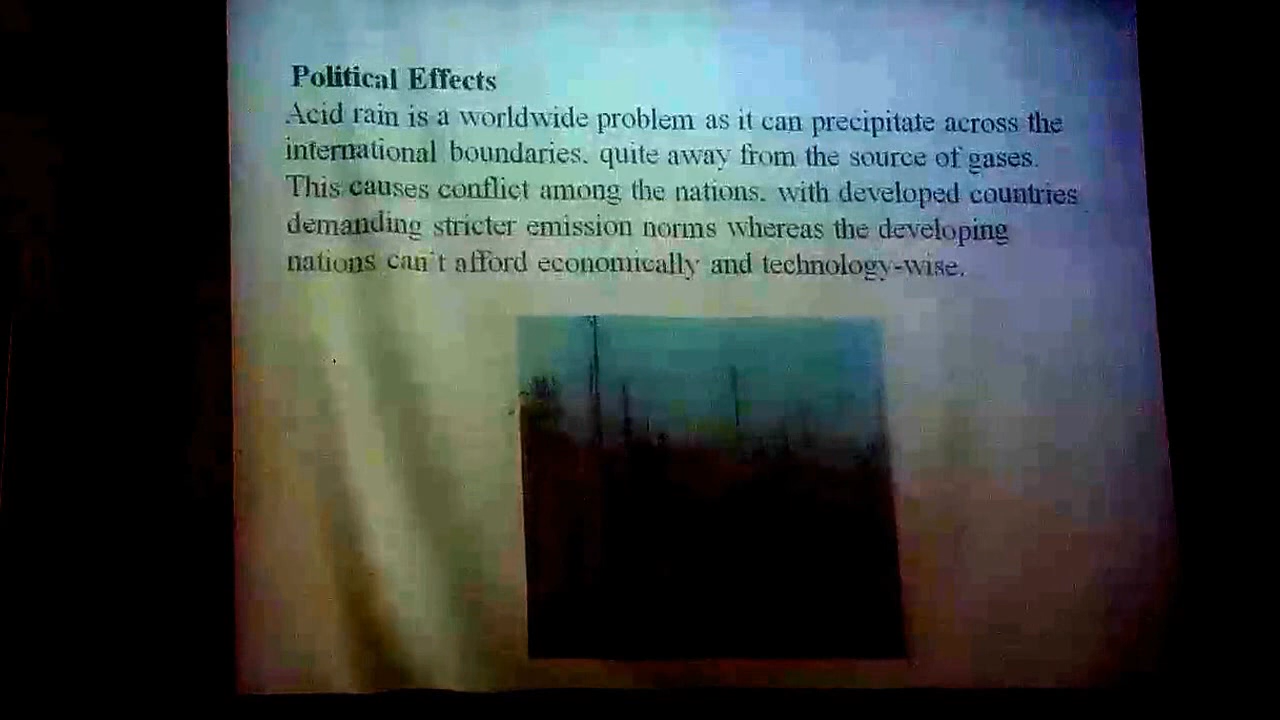 Political Effects
Acid rain is a worldwide problem as it can precipitate across the
international boundaries. quite away from the source of gases.
This causes conflict among the nations. with developed countries
demanding stricter emission norms whereas the developing
nations can't afford economically and technology-wise.